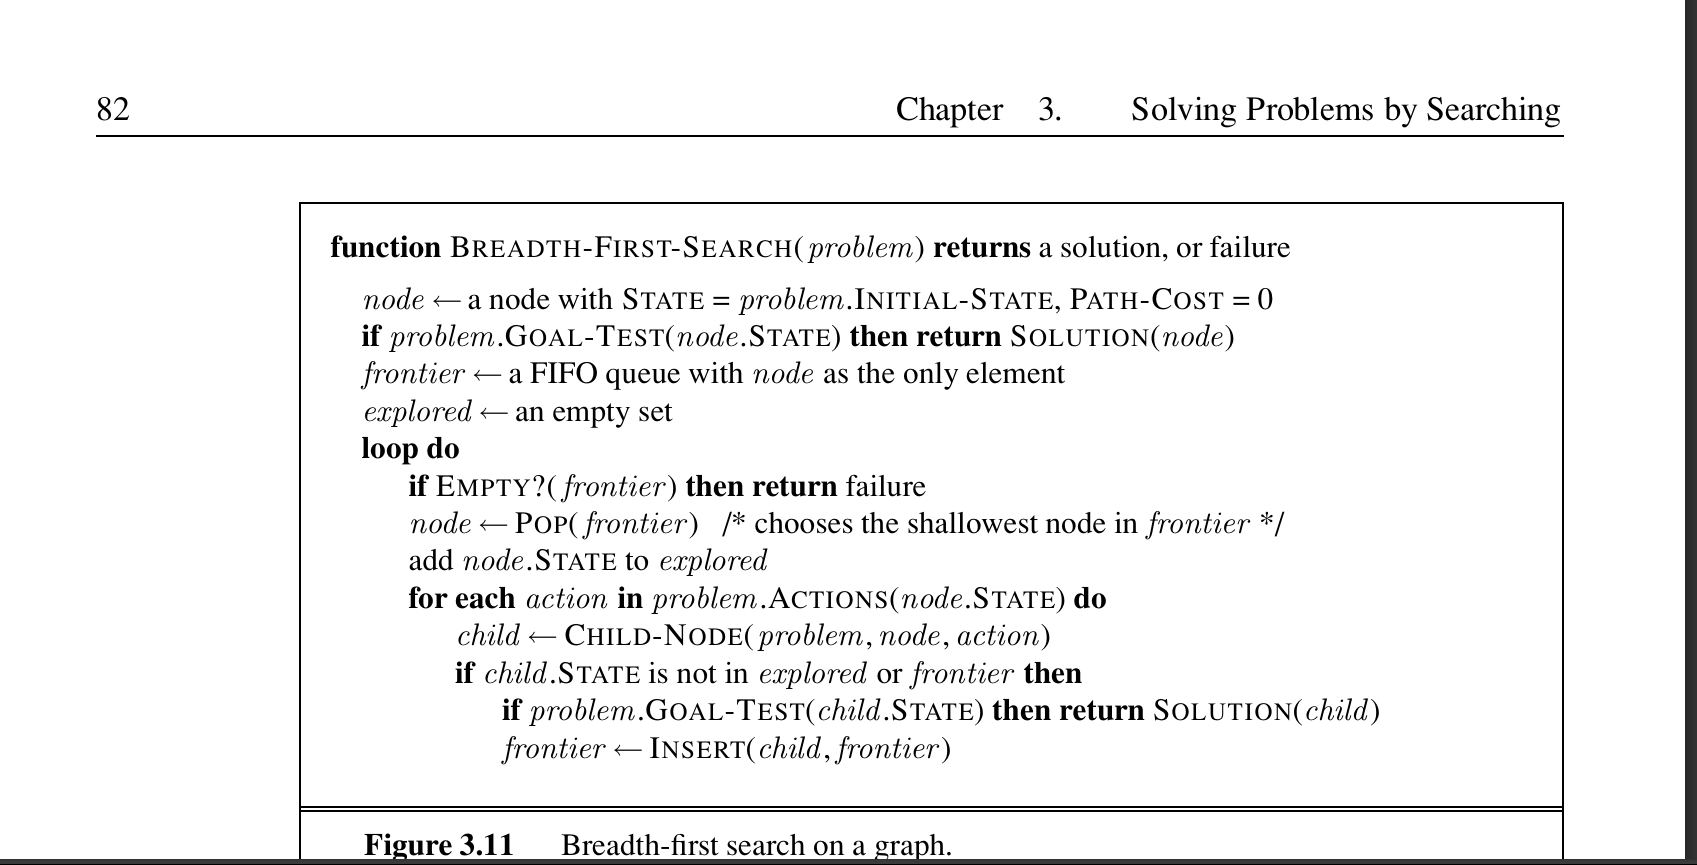 82 Chapter 3. Solving Problems by Searching
function BREADTH-FIRST-SEARCH(problem) returns a solution, or failure
node ← a node with STATE = problem.INITIAL-STATE, PATH-COST = 0
if problem.GOAL-TEST(node.STATE) then return SOLUTION(node)
frontier ← a FIFO queue with node as the only element
explored ← an empty set
loop do
if EMPTY?(frontier) then return failure
node ← POP(frontier) /* chooses the shallowest node in frontier */
add node.STATE to explored
for each action in problem.ACTIONS(node.STATE) do
child ← CHILD-NODE(problem, node, action)
if child.STATE is not in explored or frontier then
if problem.GOAL-TEST(child.STATE) then return SOLUTION(child)
frontier ← INSERT(child, frontier)
Figure 3.11 Breadth-first search on a graph.